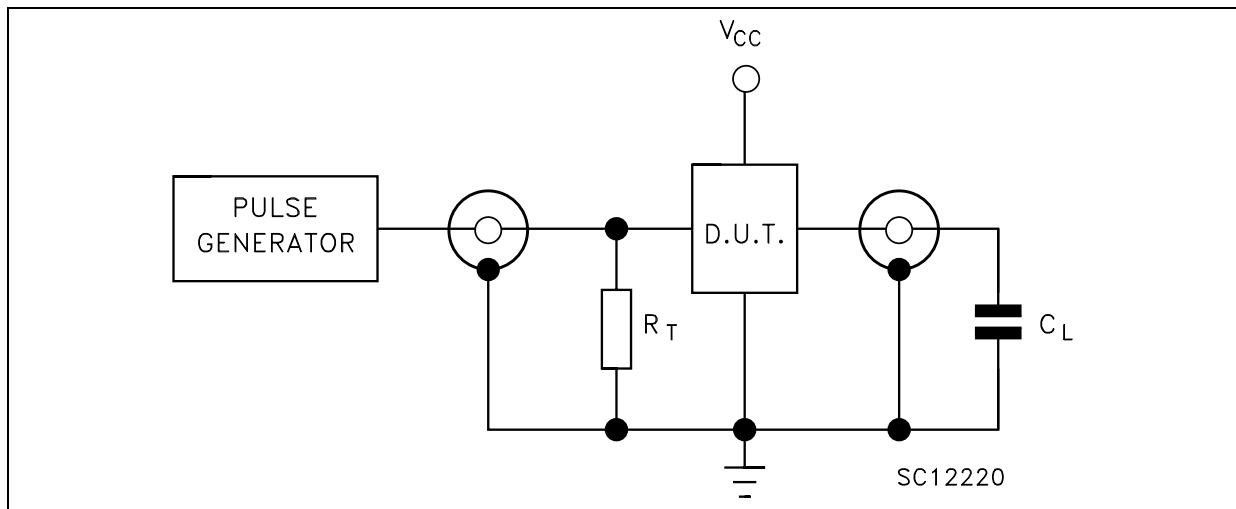 VCC
PULSE
GENERATOR
D.U.T.
RT
CL
SC12220